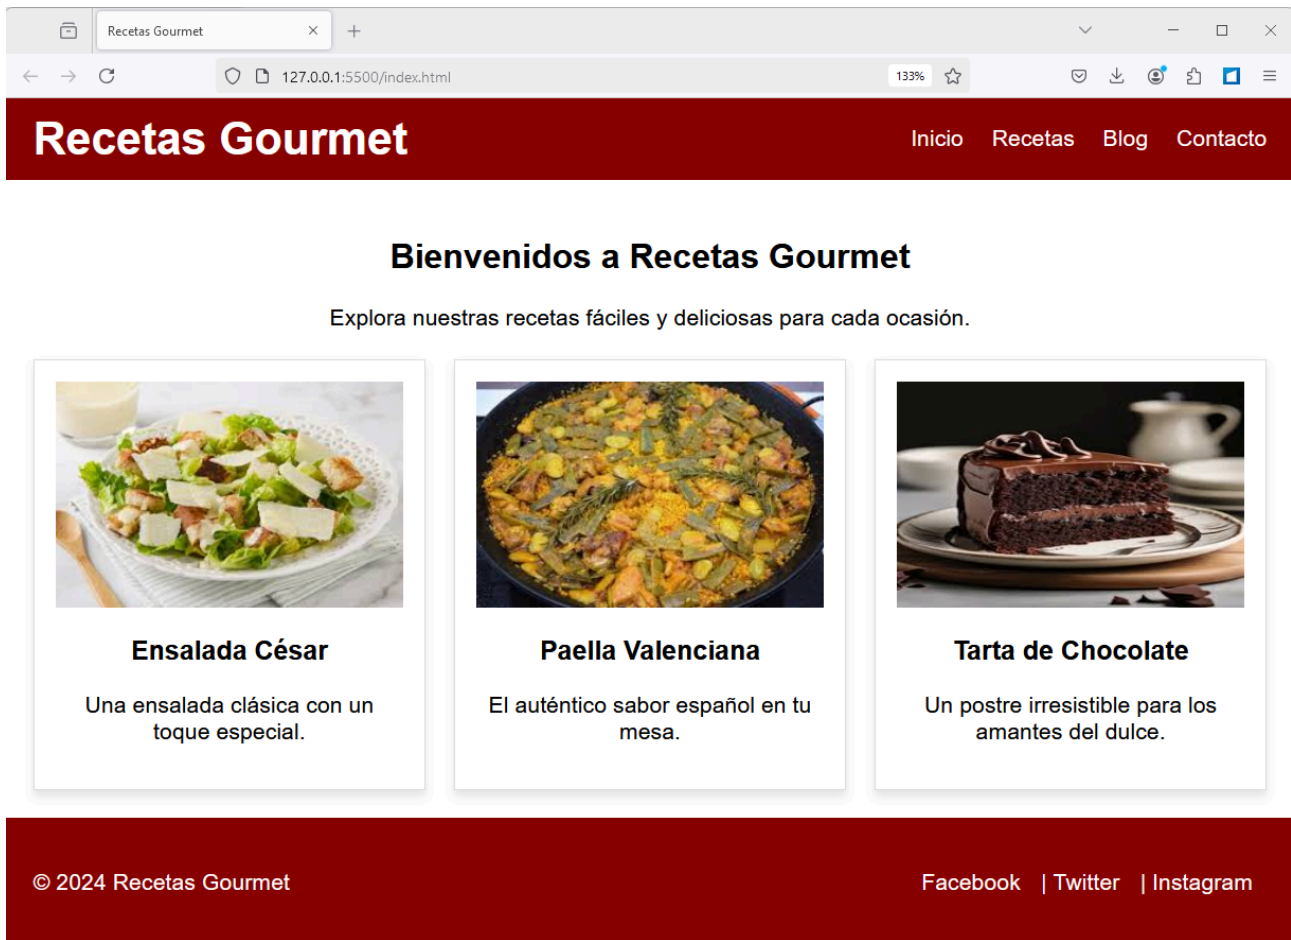 Recetas Gourmet
127.0.0.1:5500/index.html
133%
Recetas Gourmet
Inicio Recetas Blog Contacto
Bienvenidos a Recetas Gourmet
Explora nuestras recetas fáciles y deliciosas para cada ocasión.
Ensalada César
Una ensalada clásica con un
toque especial.
Paella Valenciana
El auténtico sabor español en tu
mesa.
Tarta de Chocolate
Un postre irresistible para los
amantes del dulce.
© 2024 Recetas Gourmet
Facebook | Twitter | Instagram